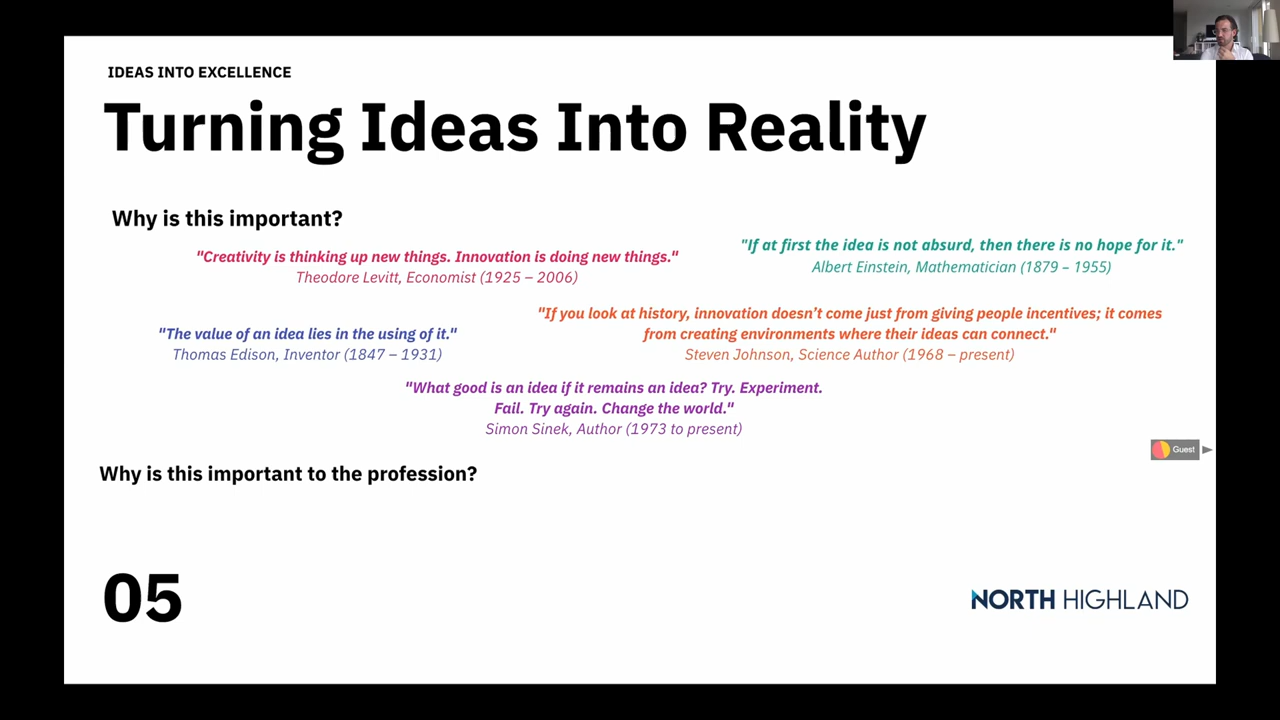 IDEAS INTO EXCELLENCE
Turning Ideas Into Reality
Why is this important?
"Creativity is thinking up new things. Innovation is doing new things."
Theodore Levitt, Economist (1925 – 2006)
"If at first the idea is not absurd, then there is no hope for it."
Albert Einstein, Mathematician (1879 – 1955)
"The value of an idea lies in the using of it."
Thomas Edison, Inventor (1847 – 1931)
"If you look at history, innovation doesn’t come just from giving people incentives; it comes
from creating environments where their ideas can connect."
Steven Johnson, Science Author (1968 – present)
"What good is an idea if it remains an idea? Try. Experiment.
Fail. Try again. Change the world."
Simon Sinek, Author (1973 to present)
Guest
Why is this important to the profession?
05
NORTH HIGHLAND